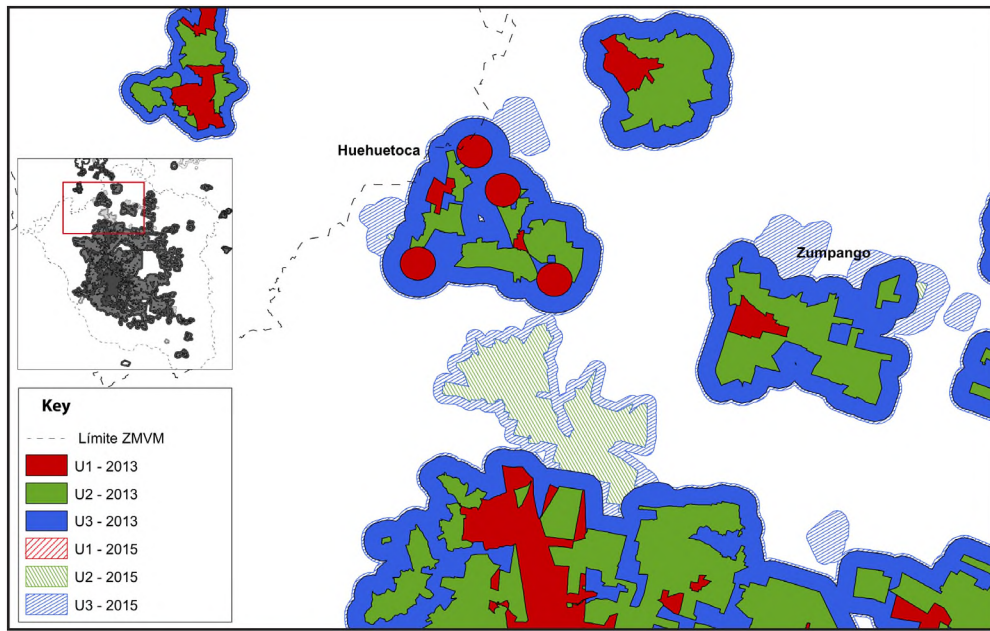 Huehuetoca
Zumpango
Key
Límite ZMVM
U1 - 2013
U2 - 2013
U3 - 2013
U1 - 2015
U2 - 2015
U3 - 2015